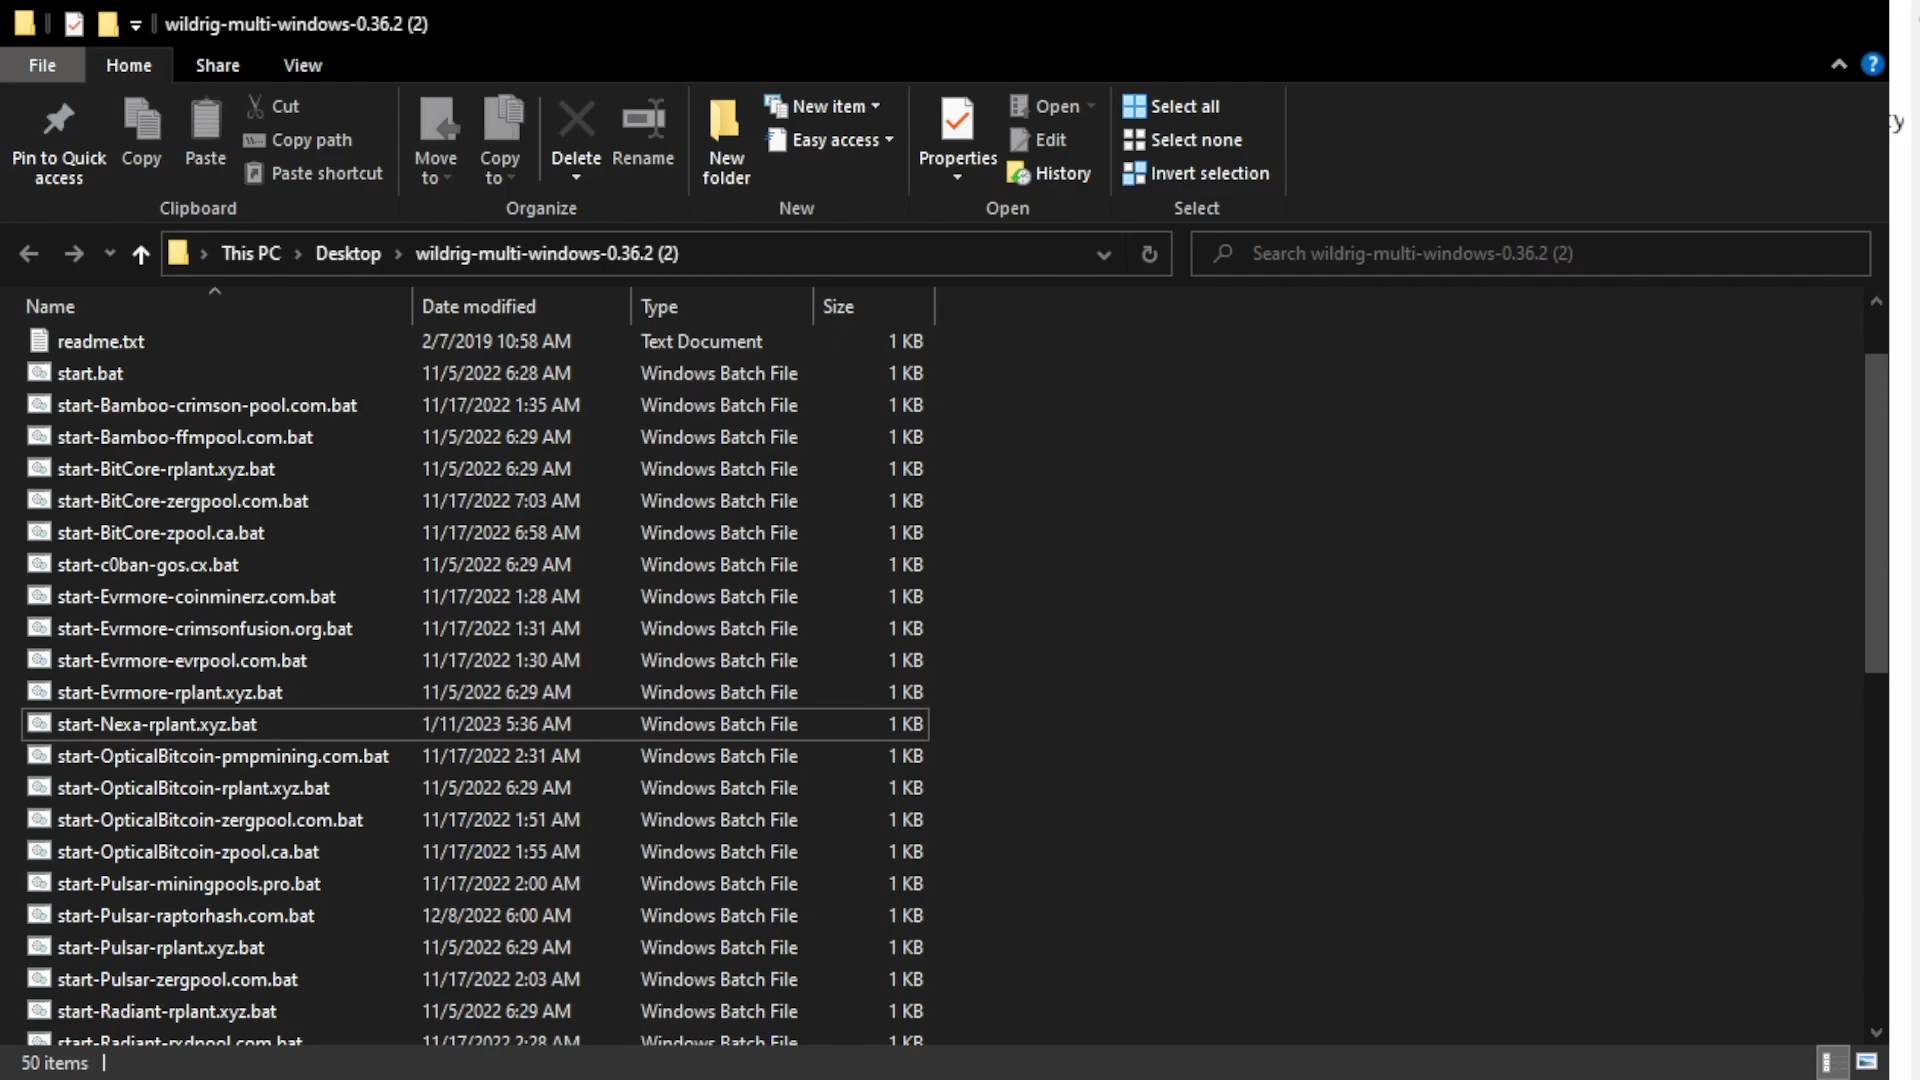 wildrig-multi-windows-0.36.2 (2)
File Home Share View
Pin to Quick access
Copy
Paste
Cut
Copy path
Paste shortcut
Clipboard
Move to
Copy to
Delete
Rename
Organize
New folder
New item
Easy access
New
Properties
Open
Edit
History
Open
Select all
Select none
Invert selection
Select
This PC > Desktop > wildrig-multi-windows-0.36.2 (2)
Search wildrig-multi-windows-0.36.2 (2)
Name Date modified Type Size
readme.txt 2/7/2019 10:58 AM Text Document 1 KB
start.bat 11/5/2022 6:28 AM Windows Batch File 1 KB
start-Bamboo-crimson-pool.com.bat 11/17/2022 1:35 AM Windows Batch File 1 KB
start-Bamboo-ffmpool.com.bat 11/5/2022 6:29 AM Windows Batch File 1 KB
start-BitCore-rplant.xyz.bat 11/5/2022 6:29 AM Windows Batch File 1 KB
start-BitCore-zergpool.com.bat 11/17/2022 7:03 AM Windows Batch File 1 KB
start-BitCore-zpool.ca.bat 11/17/2022 6:58 AM Windows Batch File 1 KB
start-c0ban-gos.cx.bat 11/5/2022 6:29 AM Windows Batch File 1 KB
start-Evrmore-coinminerz.com.bat 11/17/2022 1:28 AM Windows Batch File 1 KB
start-Evrmore-crimsonfusion.org.bat 11/17/2022 1:31 AM Windows Batch File 1 KB
start-Evrmore-evrpool.com.bat 11/17/2022 1:30 AM Windows Batch File 1 KB
start-Evrmore-rplant.xyz.bat 11/5/2022 6:29 AM Windows Batch File 1 KB
start-Nexa-rplant.xyz.bat 1/11/2023 5:36 AM Windows Batch File 1 KB
start-OpticalBitcoin-pmpmining.com.bat 11/17/2022 2:31 AM Windows Batch File 1 KB
start-OpticalBitcoin-rplant.xyz.bat 11/5/2022 6:29 AM Windows Batch File 1 KB
start-OpticalBitcoin-zergpool.com.bat 11/17/2022 1:51 AM Windows Batch File 1 KB
start-OpticalBitcoin-zpool.ca.bat 11/17/2022 1:55 AM Windows Batch File 1 KB
start-Pulsar-miningpools.pro.bat 11/17/2022 2:00 AM Windows Batch File 1 KB
start-Pulsar-raptorhash.com.bat 12/8/2022 6:00 AM Windows Batch File 1 KB
start-Pulsar-rplant.xyz.bat 11/5/2022 6:29 AM Windows Batch File 1 KB
start-Pulsar-zergpool.com.bat 11/17/2022 2:03 AM Windows Batch File 1 KB
start-Radiant-rplant.xyz.bat 11/5/2022 6:29 AM Windows Batch File 1 KB
start-Radiant-rxdpool.com.bat 11/17/2022 2:28 AM Windows Batch File 1 KB
50 items